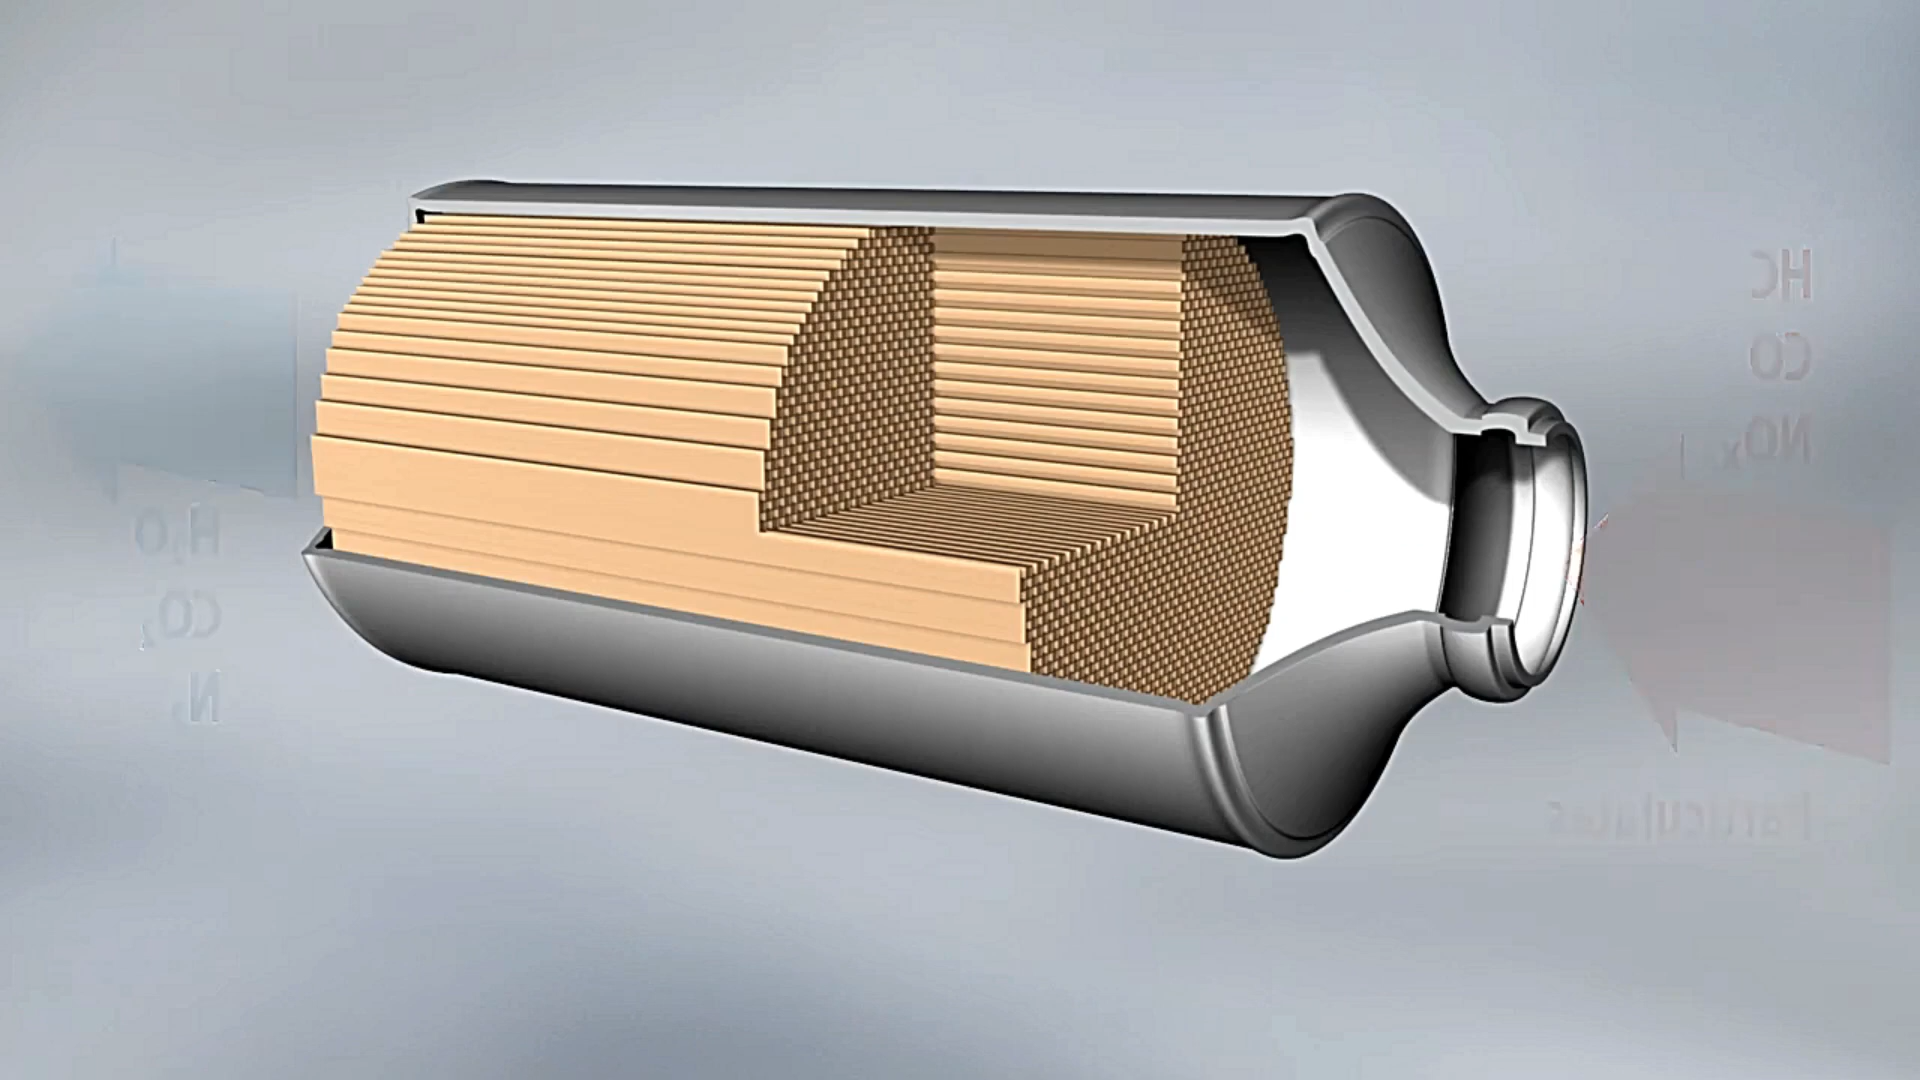 HC
CO
NOx
H₂O
CO₂
N₂
Particulates